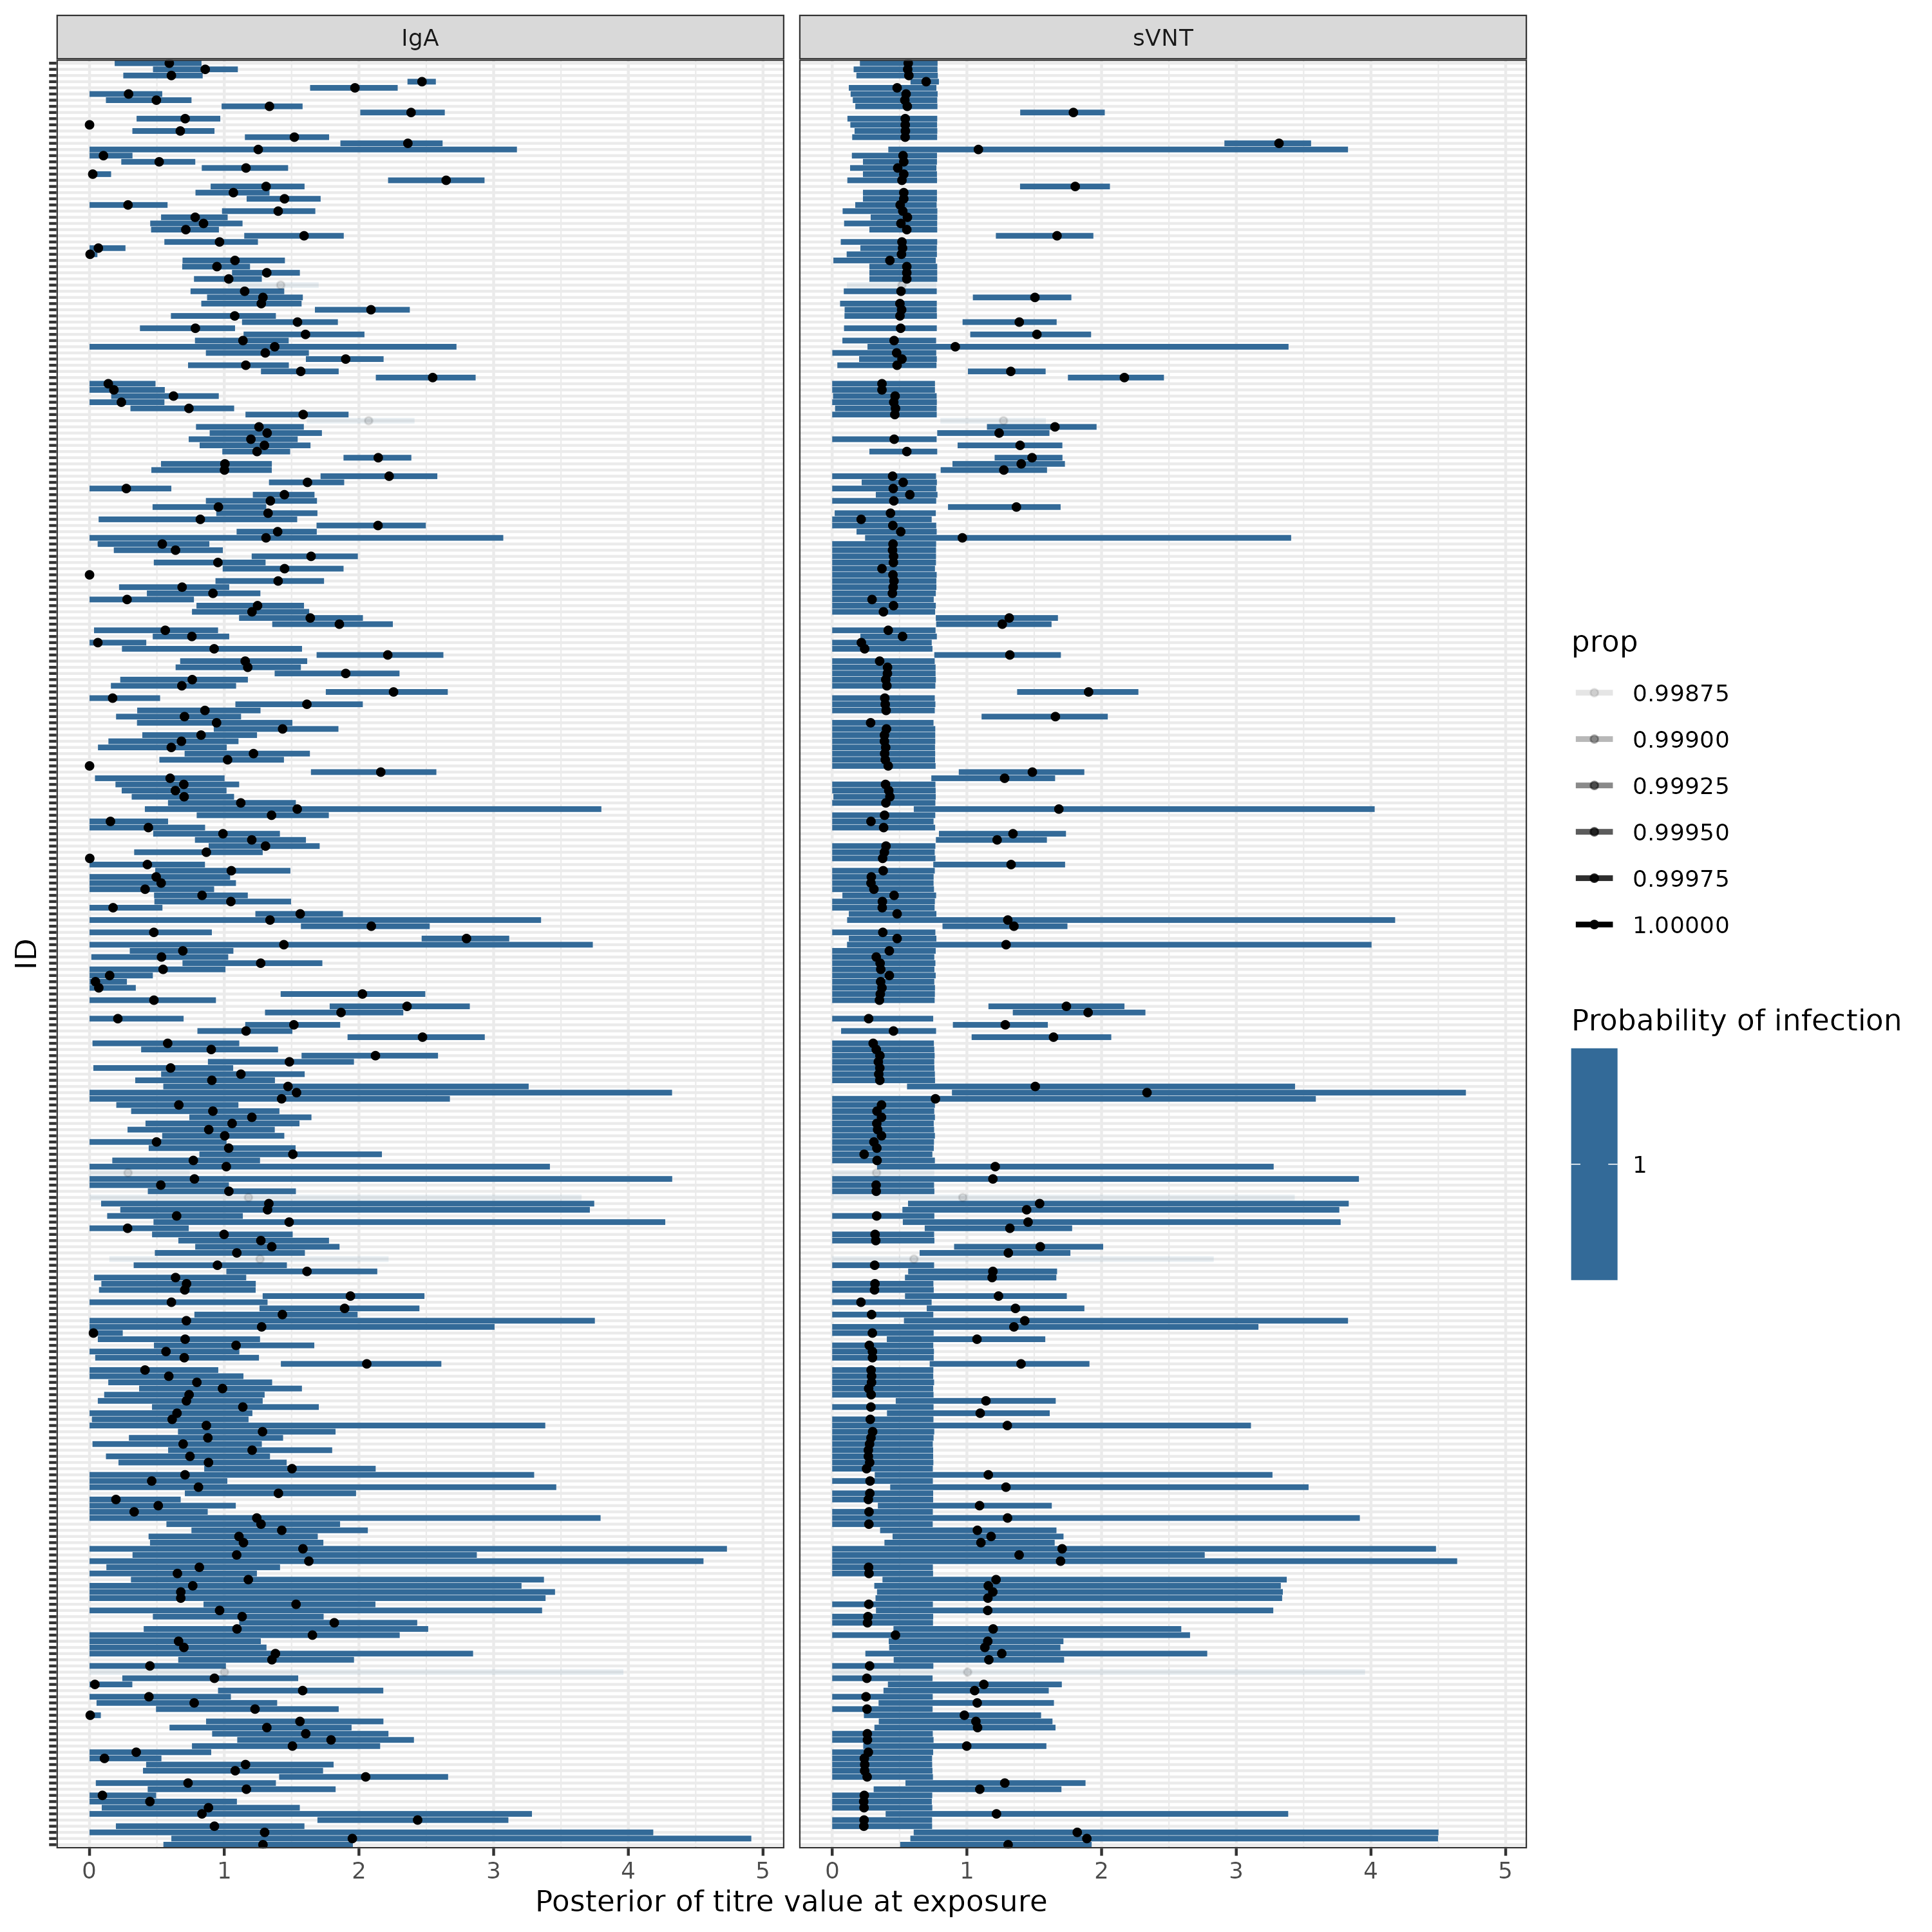 IgA
sVNT
ID
0 1 2 3 4 5
0 1 2 3 4 5
Posterior of titre value at exposure
prop
0.99875
0.99900
0.99925
0.99950
0.99975
1.00000
Probability of infection
1